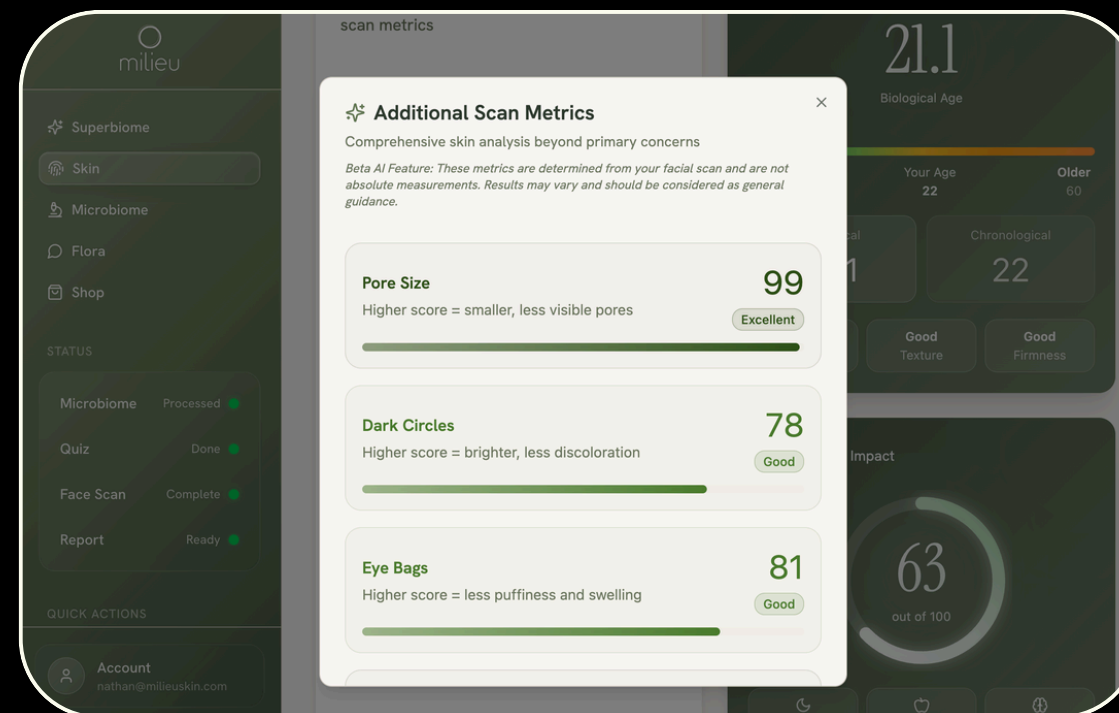 milieu
Superbiome
Skin
Microbiome
Flora
Shop
STATUS
Microbiome Processed
Quiz Done
Face Scan Complete
Report Ready
QUICK ACTIONS
Account
nathan@milieuskin.com
scan metrics
Additional Scan Metrics
Comprehensive skin analysis beyond primary concerns
Beta AI Feature: These metrics are determined from your facial scan and are not
absolute measurements. Results may vary and should be considered as general
guidance.
Pore Size
Higher score = smaller, less visible pores
99
Excellent
Dark Circles
Higher score = brighter, less discoloration
78
Good
Eye Bags
Higher score = less puffiness and swelling
81
Good
21.1
Biological Age
Your Age Older
22 60
Chronological
22
Good
Texture
Good
Firmness
Impact
63
out of 100